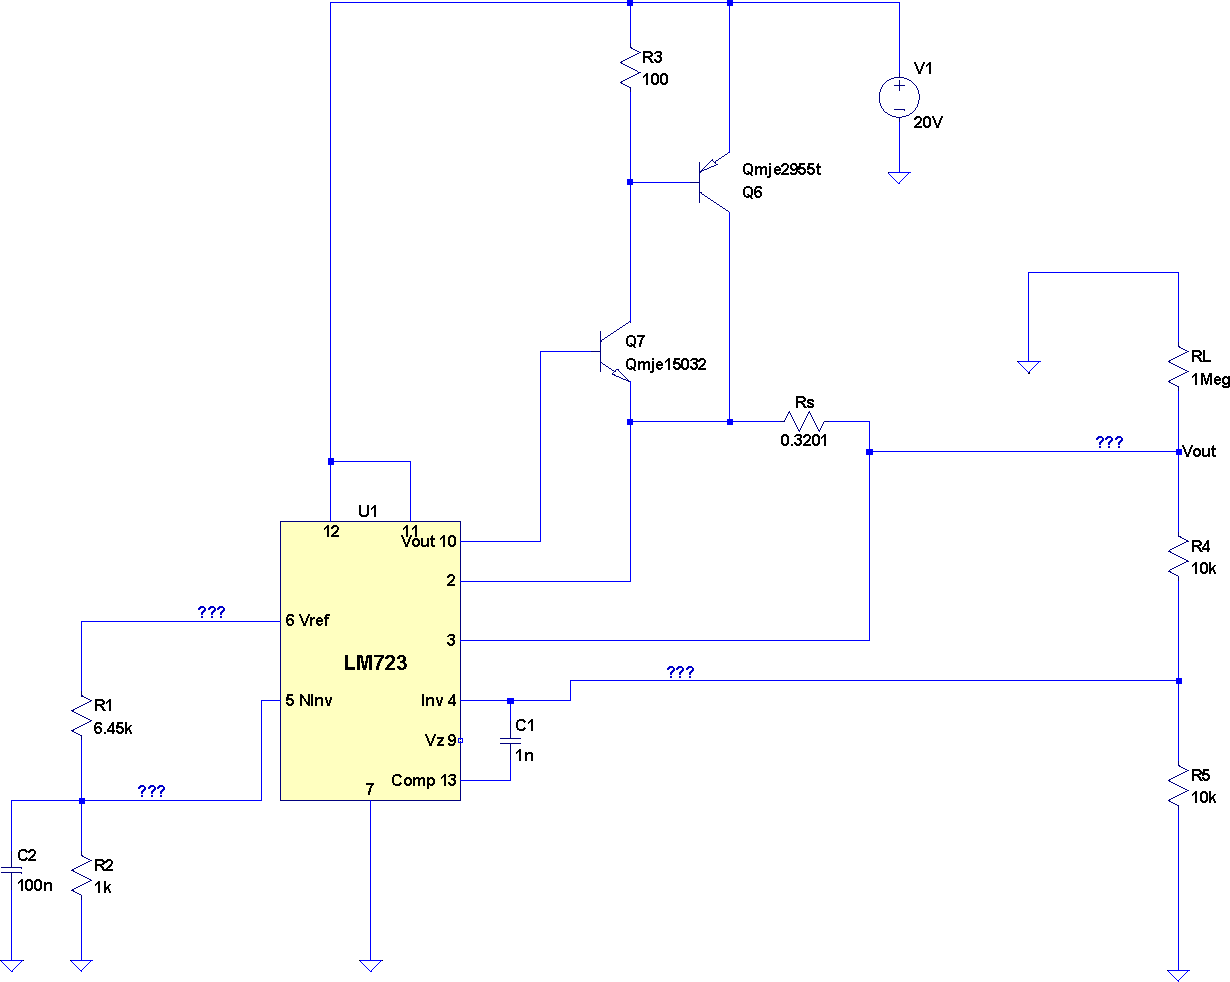 R3
100
V1
20V
Qmje2955t
Q6
Q7
Qmje15032
RL
1Meg
Rs
0.3201
???
Vout
U1
12
11
Vout 10
2
R4
10k
???
6 Vref
3
LM723
???
5 NInv
Inv 4
R1
6.45k
C1
1n
Vz 9
Comp 13
7
R5
10k
???
C2
100n
R2
1k